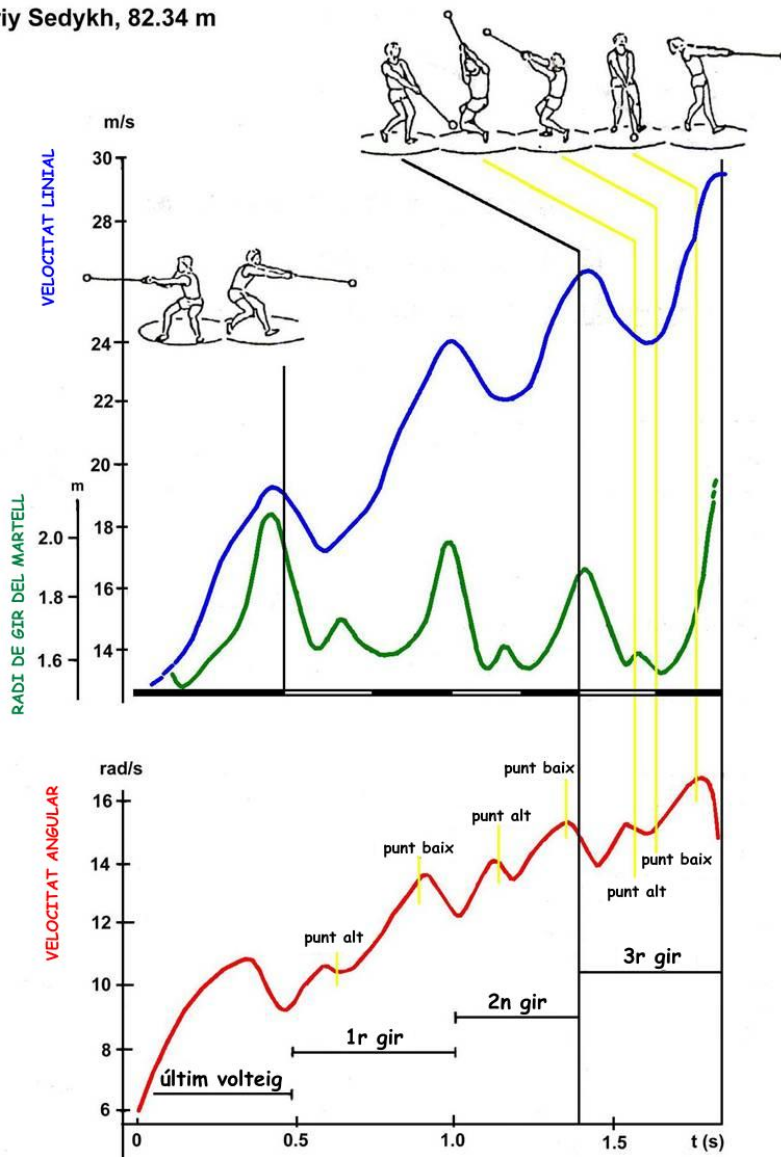 iy Sedykh, 82.34 m
m/s
VELOCITAT LINIAL
30
28
24
22
20
18
16
14
RADI DE GIR DEL MARTELL
m
2.0
1.8
1.6
rad/s
VELOCITAT ANGULAR
16
14
12
10
8
6
punt baix
punt alt
punt baix
punt alt
punt baix
punt alt
3r gir
2n gir
1r gir
últim volteig
0
0.5
1.0
1.5
t (s)